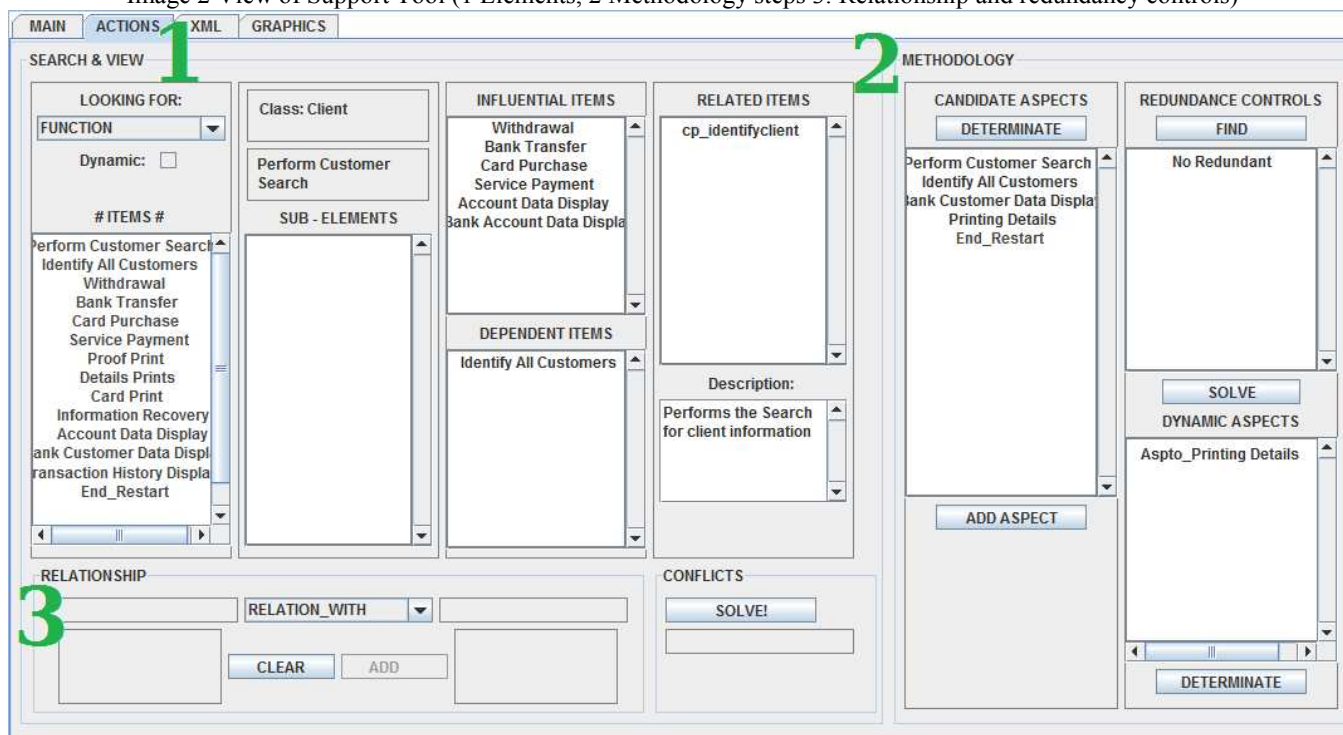 Image 2 View of Support Tool (1 Elements, 2 Methodology steps 3. Relationship and redundancy controls)
MAIN ACTIONS XML GRAPHICS
1
SEARCH & VIEW
LOOKING FOR:
FUNCTION
Dynamic:
# ITEMS #
Perform Customer Search
Identify All Customers
Withdrawal
Bank Transfer
Card Purchase
Service Payment
Proof Print
Details Prints
Card Print
Information Recovery
Account Data Display
ank Customer Data Displ
ransaction History Displa
End_Restart
Class: Client
Perform Customer
Search
SUB - ELEMENTS
INFLUENTIAL ITEMS
Withdrawal
Bank Transfer
Card Purchase
Service Payment
Account Data Display
Bank Account Data Displa
DEPENDENT ITEMS
Identify All Customers
RELATED ITEMS
cp_identifyclient
Description:
Performs the Search
for client information
RELATIONSHIP
3
RELATION_WITH
CLEAR ADD
CONFLICTS
SOLVE!
2
METHODOLOGY
CANDIDATE ASPECTS
DETERMINATE
Perform Customer Search
Identify All Customers
Bank Customer Data Display
Printing Details
End_Restart
ADD ASPECT
REDUNDANCE CONTROLS
FIND
No Redundant
SOLVE
DYNAMIC ASPECTS
Aspto_Printing Details
DETERMINATE